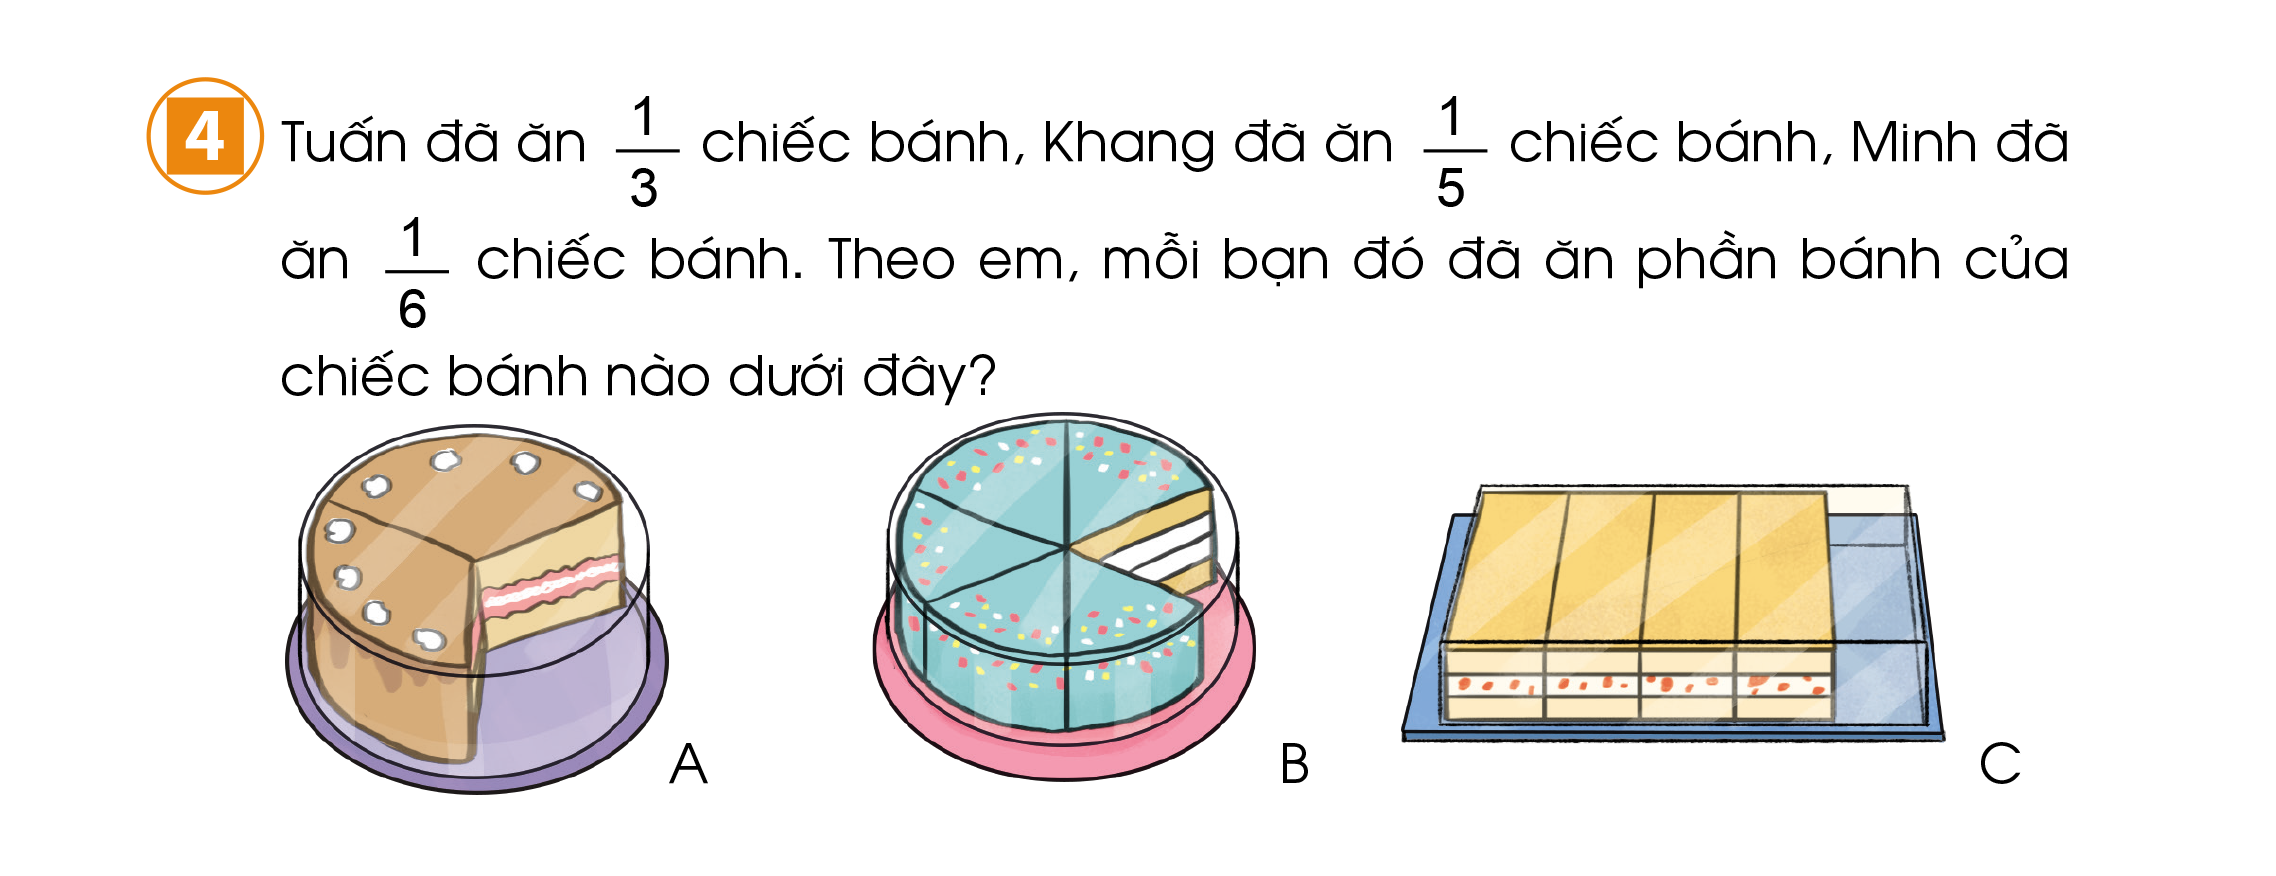 4 Tuấn đã ăn 1/3 chiếc bánh, Khang đã ăn 1/5 chiếc bánh, Minh đã
ăn 1/6 chiếc bánh. Theo em, mỗi bạn đó đã ăn phần bánh của
chiếc bánh nào dưới đây?
A B C